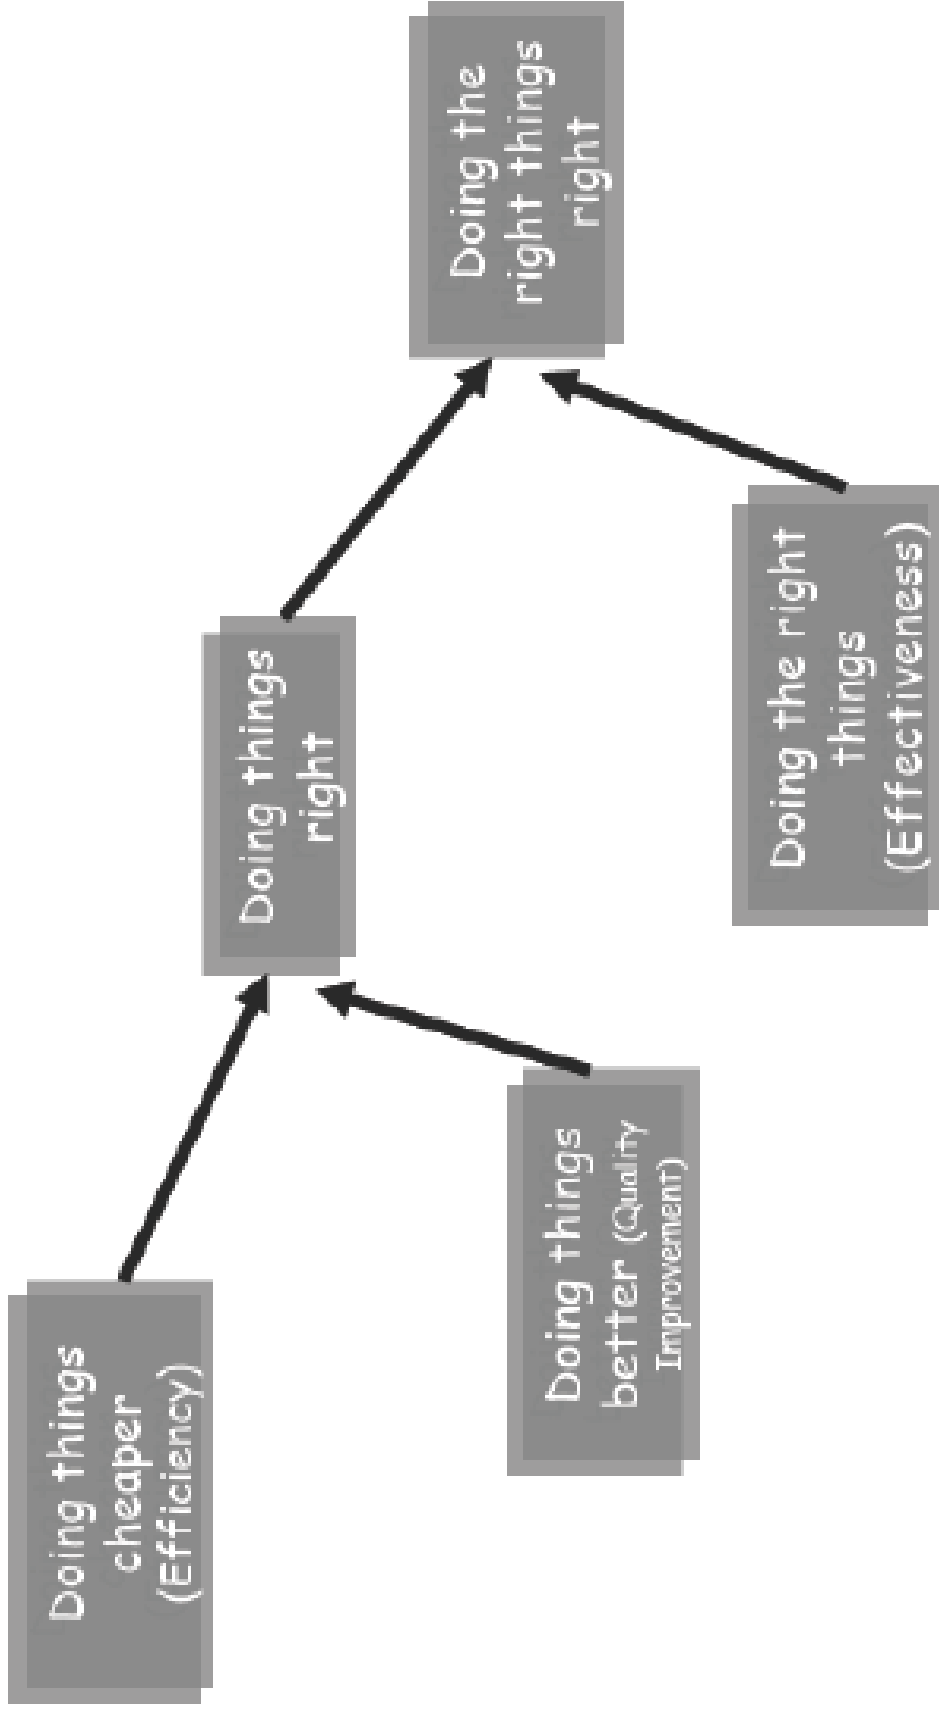 Doing things
cheaper
(Efficiency)
Doing things
better (Quality
Improvement)
Doing things
right
Doing the right
things
(Effectiveness)
Doing the
right things
right